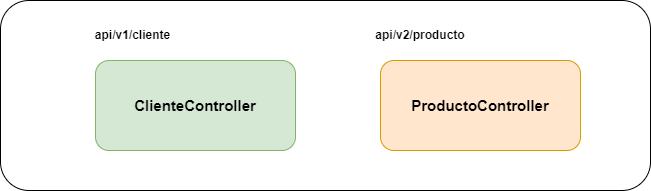 api/v1/cliente
api/v2/producto
ClienteController
ProductoController